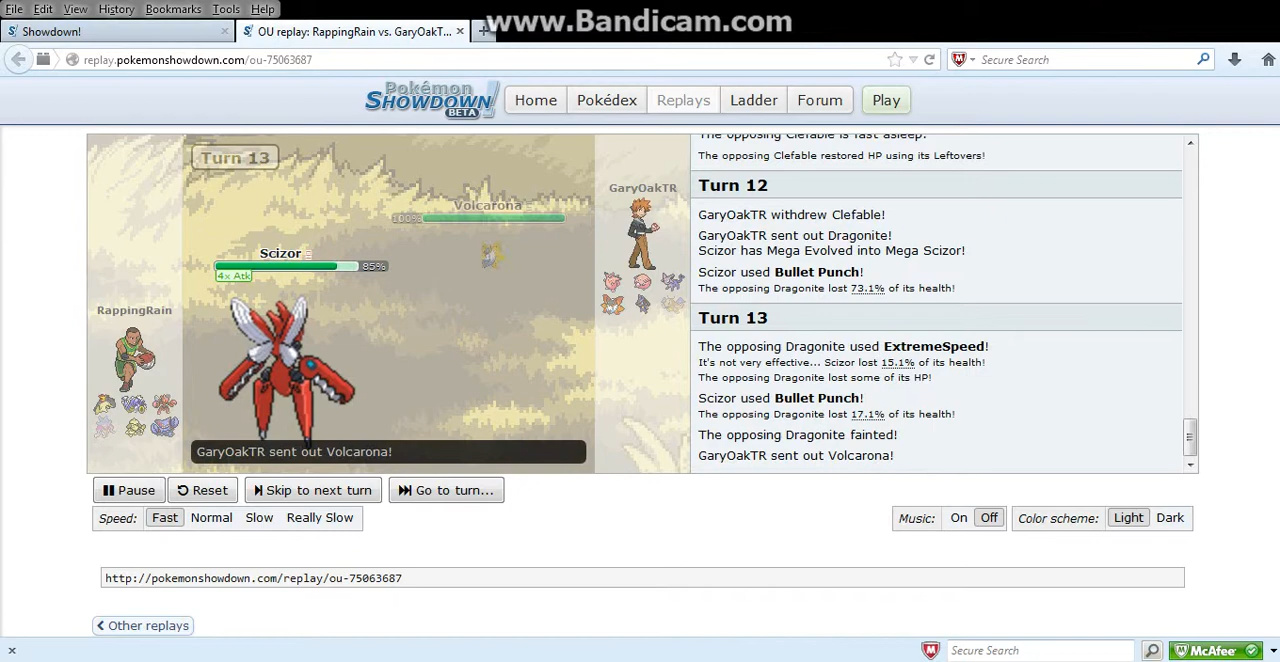 www.Bandicam.com
File Edit View History Bookmarks Tools Help
Showdown!
OU replay: RappingRain vs. GaryOakT...
replay.pokemonshowdown.com/ou-75063687
Secure Search
Pokémon
Showdown!
BETA
Home Pokédex Replays Ladder Forum Play
Turn 13
Volcarona
100%
Scizor
85%
4x Atk
RappingRain
GaryOakTR
GaryOakTR sent out Volcarona!
The opposing Clefable is fast asleep.
The opposing Clefable restored HP using its Leftovers!
Turn 12
GaryOakTR withdrew Clefable!
GaryOakTR sent out Dragonite!
Scizor has Mega Evolved into Mega Scizor!
Scizor used Bullet Punch!
The opposing Dragonite lost 73.1% of its health!
Turn 13
The opposing Dragonite used ExtremeSpeed!
It's not very effective... Scizor lost 15.1% of its health!
The opposing Dragonite lost some of its HP!
Scizor used Bullet Punch!
The opposing Dragonite lost 17.1% of its health!
The opposing Dragonite fainted!
GaryOakTR sent out Volcarona!
Pause Reset Skip to next turn Go to turn...
Speed: Fast Normal Slow Really Slow
Music: On Off Color scheme: Light Dark
http://pokemonshowdown.com/replay/ou-75063687
Other replays
Secure Search
McAfee